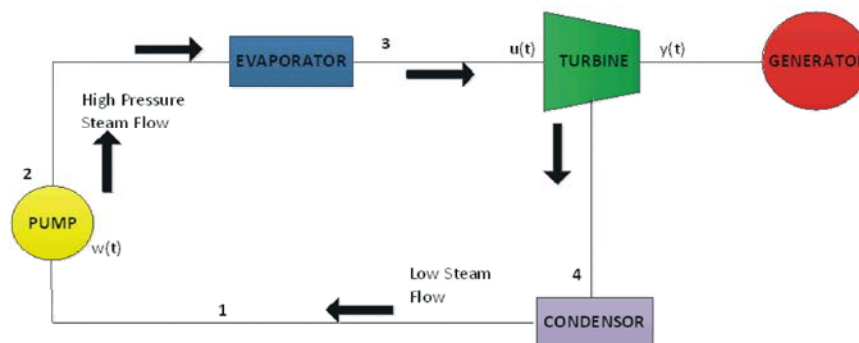 EVAPORATOR
3
u(t)
TURBINE
y(t)
GENERATOR
High Pressure
Steam Flow
2
PUMP
w(t)
4
Low Steam
Flow
1
CONDENSOR